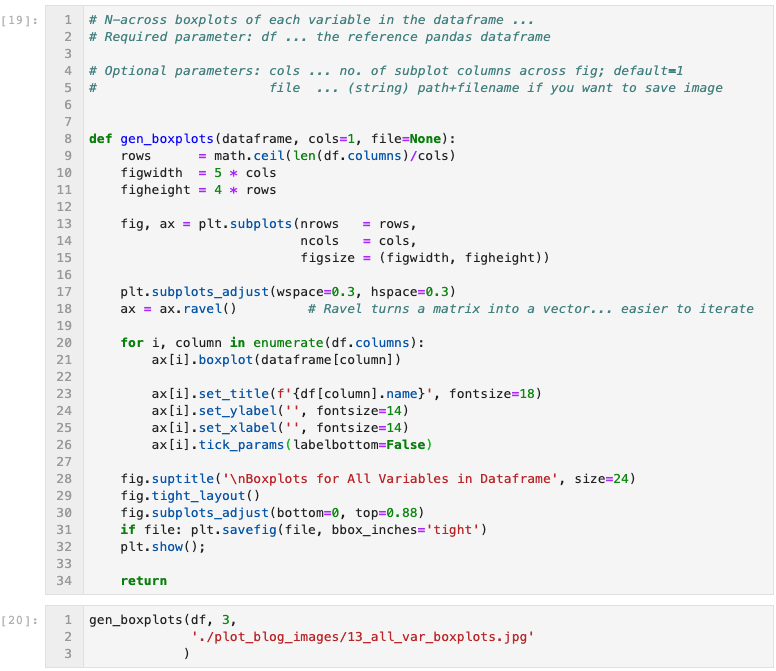 [19]:
1 # N-across boxplots of each variable in the dataframe ...
2 # Required parameter: df ... the reference pandas dataframe
3
4 # Optional parameters: cols ... no. of subplot columns across fig; default=1
5 #                      file  ... (string) path+filename if you want to save image
6
7
8 def gen_boxplots(dataframe, cols=1, file=None):
9     rows      = math.ceil(len(df.columns)/cols)
10     figwidth  = 5 * cols
11     figheight = 4 * rows
12
13     fig, ax = plt.subplots(nrows   = rows,
14                            ncols   = cols,
15                            figsize = (figwidth, figheight))
16
17     plt.subplots_adjust(wspace=0.3, hspace=0.3)
18     ax = ax.ravel()         # Ravel turns a matrix into a vector... easier to iterate
19
20     for i, column in enumerate(df.columns):
21         ax[i].boxplot(dataframe[column])
22
23         ax[i].set_title(f'{df[column].name}', fontsize=18)
24         ax[i].set_ylabel('', fontsize=14)
25         ax[i].set_xlabel('', fontsize=14)
26         ax[i].tick_params(labelbottom=False)
27
28     fig.suptitle('\nBoxplots for All Variables in Dataframe', size=24)
29     fig.tight_layout()
30     fig.subplots_adjust(bottom=0, top=0.88)
31     if file: plt.savefig(file, bbox_inches='tight')
32     plt.show();
33
34     return
[20]:
1 gen_boxplots(df, 3,
2              './plot_blog_images/13_all_var_boxplots.jpg'
3             )